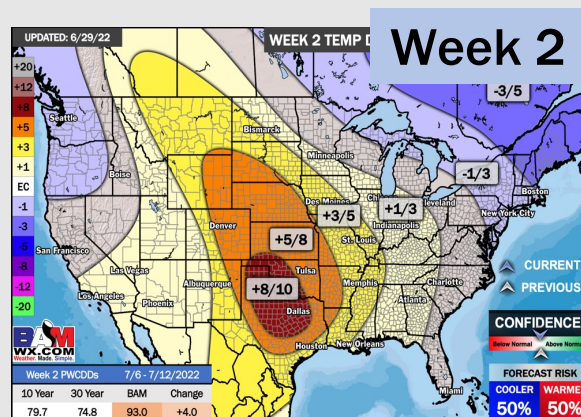 UPDATED: 6/29/22
WEEK 2 TEMP D
Week 2
+20
+12
+8
+5
+3
+1
EC
-1
-3
-5
-8
-12
-20
-3/5
Seattle
Bismarck
Minneapolis
Boise
-1/3
Boston
Des Moines
Ch
leveland
New York City
+3/5
+1/3
Denver
Indianapolis
San Francisco
+5/8
St. Louis
CURRENT
Las Vegas
Tulsa
Charlotte
PREVIOUS
Albuquerque
+8/10
Memphis
Los Angeles
Phoenix
Dallas
Atlanta
CONFIDENCE
Houston
New Orleans
Below Normal
Above Norma
BAM
WX.COM
Weather. Made. Simple.
Miami
FORECAST RISK
COOLER
WARME
50%
50%
Week 2 PWCDDs
7/6 - 7/12/2022
10 Year
30 Year
BAM
Change
79.7
74.8
93.0
+4.0